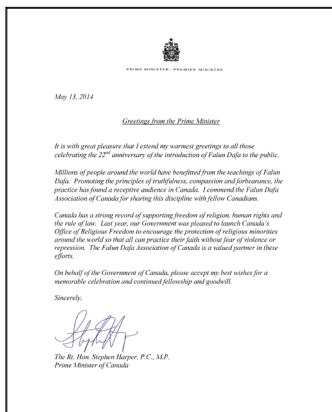 PRIME MINISTER - PREMIER MINISTRE
May 13, 2014
Greetings from the Prime Minister
It is with great pleasure that I extend my warmest greetings to all those
celebrating the 22nd anniversary of the introduction of Falun Dafa to the public.
Millions of people around the world have benefitted from the teachings of Falun
Dafa. Promoting the principles of truthfulness, compassion and forbearance, the
practice has found a receptive audience in Canada. I commend the Falun Dafa
Association of Canada for sharing this discipline with fellow Canadians.
Canada has a strong record of supporting freedom of religion, human rights and
the rule of law. Last year, our Government was pleased to launch Canada's
Office of Religious Freedom to encourage the protection of religious minorities
around the world so that all can practice their faith without fear of violence or
repression. The Falun Dafa Association of Canada is a valued partner in these
efforts.
On behalf of the Government of Canada, please accept my best wishes for a
memorable celebration and continued fellowship and goodwill.
Sincerely,
The Rt. Hon. Stephen Harper, P.C., M.P.
Prime Minister of Canada